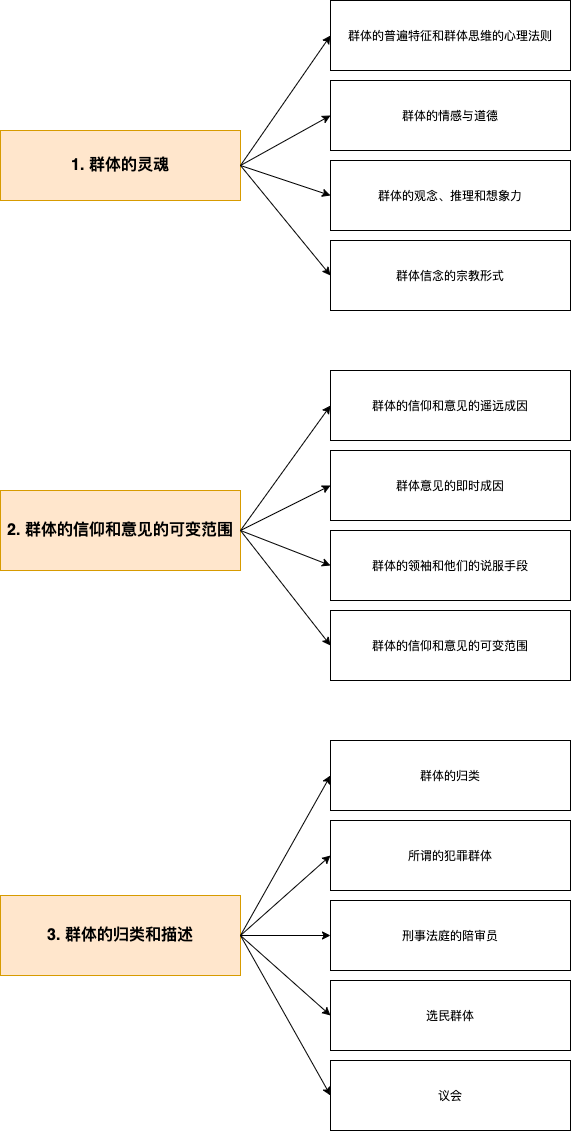 1. 群体的灵魂
群体的普遍特征和群体思维的心理法则
群体的情感与道德
群体的观念、推理和想象力
群体信念的宗教形式
2. 群体的信仰和意见的可变范围
群体的信仰和意见的遥远成因
群体意见的即时成因
群体的领袖和他们的说服手段
群体的信仰和意见的可变范围
3. 群体的归类和描述
群体的归类
所谓的犯罪群体
刑事法庭的陪审员
选民群体
议会